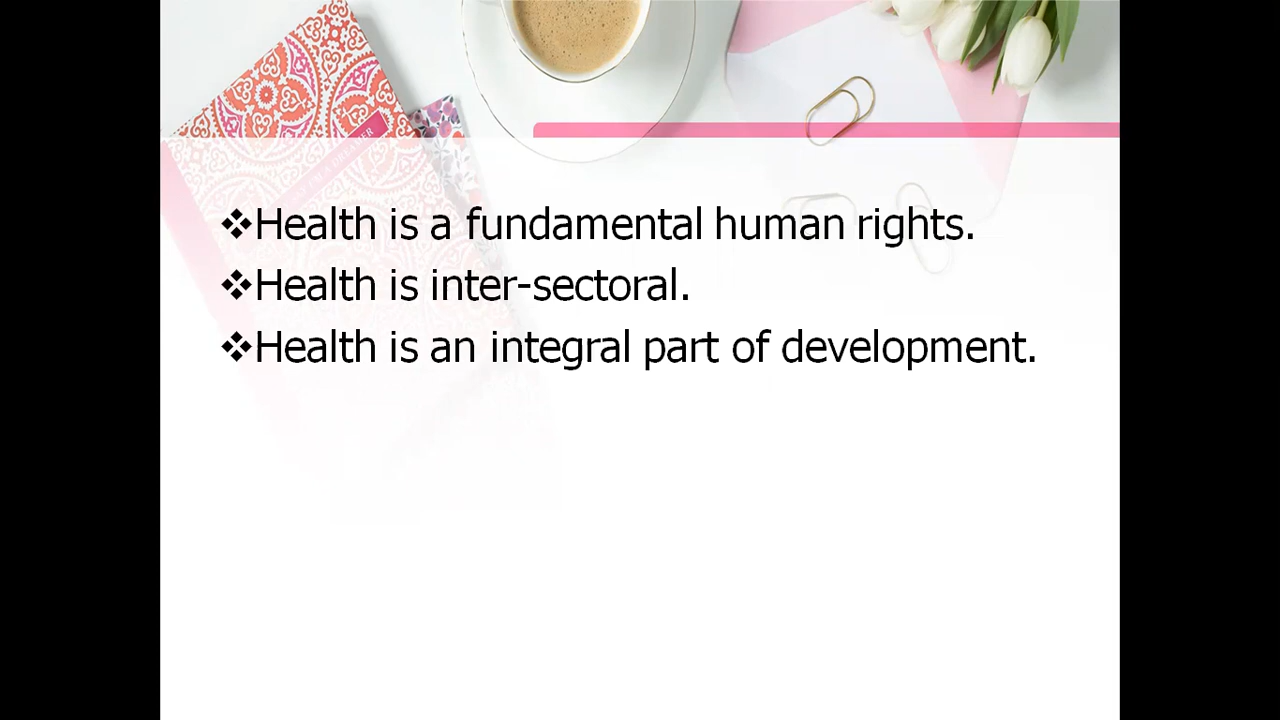 ❖Health is a fundamental human rights.
❖Health is inter-sectoral.
❖Health is an integral part of development.